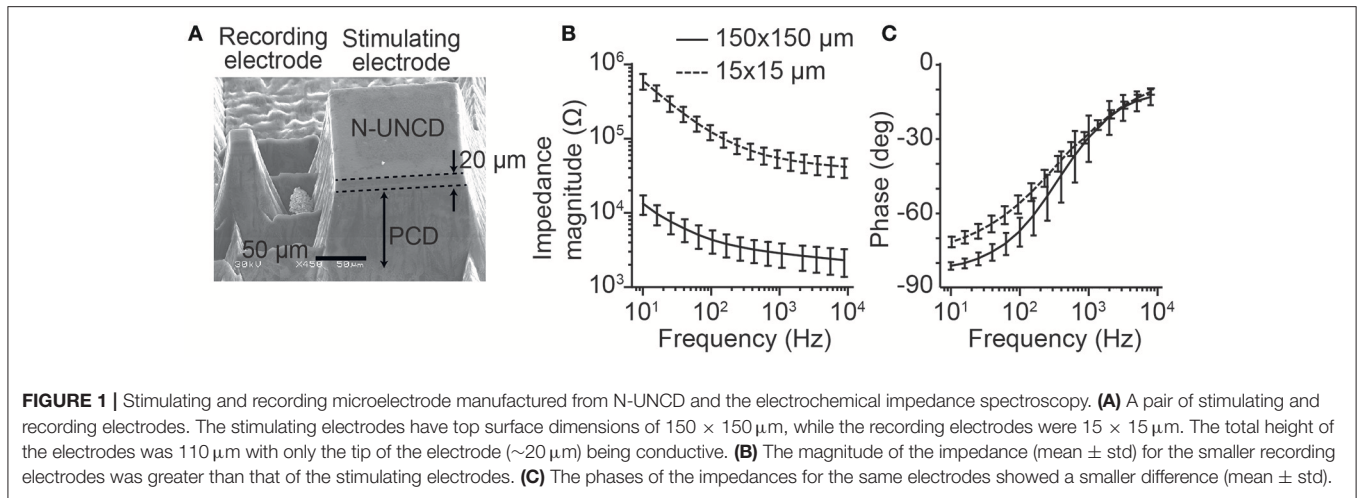 A
Recording electrode
Stimulating electrode
N-UNCD
20 µm
PCD
50 µm
30kV X450 50µm
B
150x150 µm
15x15 µm
Impedance magnitude (Ω)
10⁶
10⁵
10⁴
10³
10¹ 10² 10³ 10⁴
Frequency (Hz)
C
Phase (deg)
0
-30
-60
-90
10¹ 10² 10³ 10⁴
Frequency (Hz)
FIGURE 1 | Stimulating and recording microelectrode manufactured from N-UNCD and the electrochemical impedance spectroscopy. (A) A pair of stimulating and
recording electrodes. The stimulating electrodes have top surface dimensions of 150 × 150 µm, while the recording electrodes were 15 × 15 µm. The total height of
the electrodes was 110 µm with only the tip of the electrode (~20 µm) being conductive. (B) The magnitude of the impedance (mean ± std) for the smaller recording
electrodes was greater than that of the stimulating electrodes. (C) The phases of the impedances for the same electrodes showed a smaller difference (mean ± std).